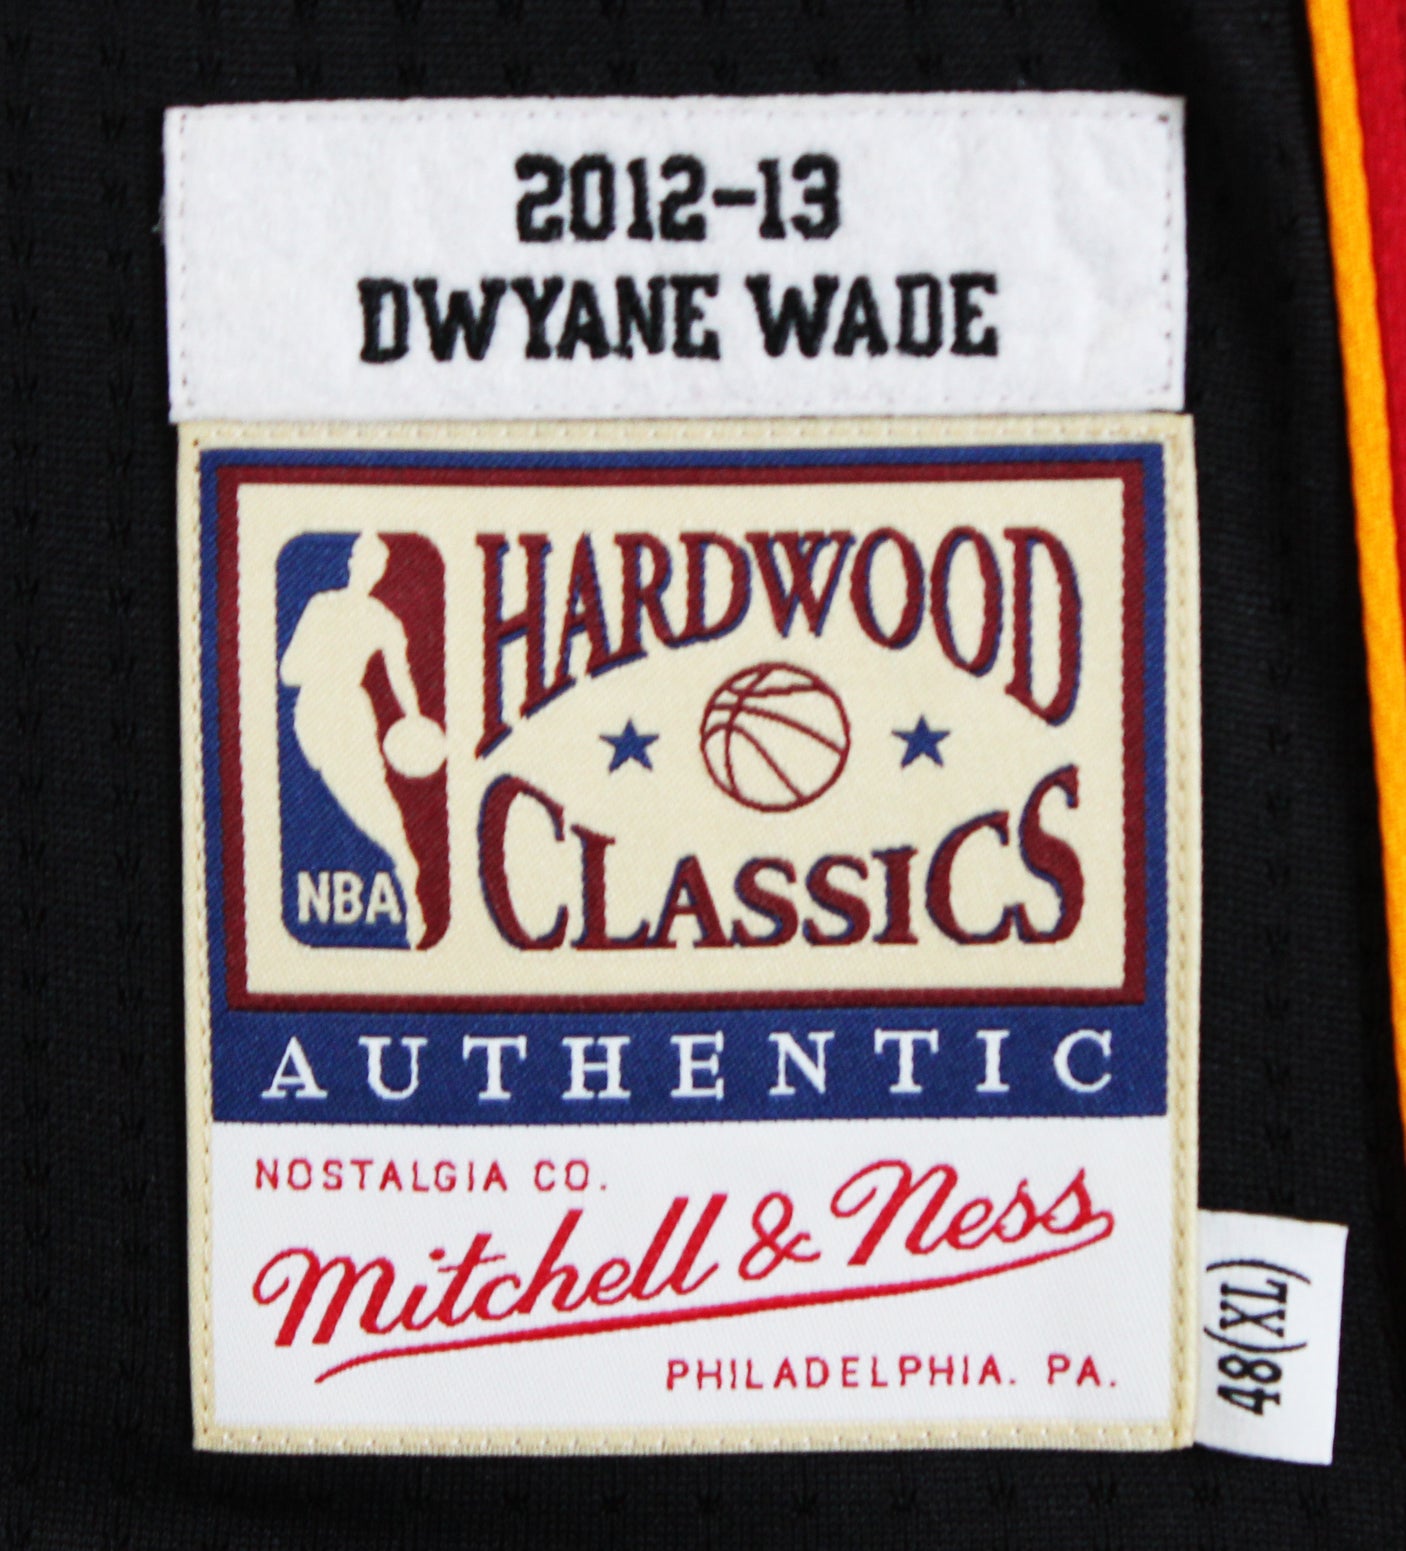 2012-13
DWYANE WADE
HARDWOOD
CLASSICS
NBA
AUTHENTIC
NOSTALGIA CO.
Mitchell & Ness
PHILADELPHIA. PA.
48(XL)